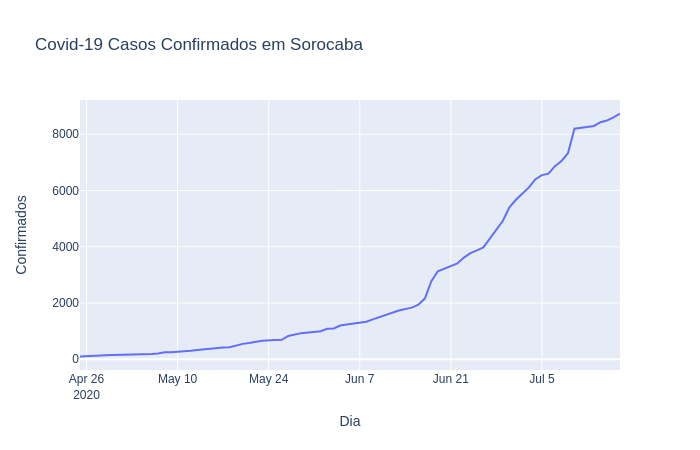 Covid-19 Casos Confirmados em Sorocaba
8000
6000
4000
2000
0
Confirmados
Apr 26 May 10 May 24 Jun 7 Jun 21 Jul 5
2020
Dia